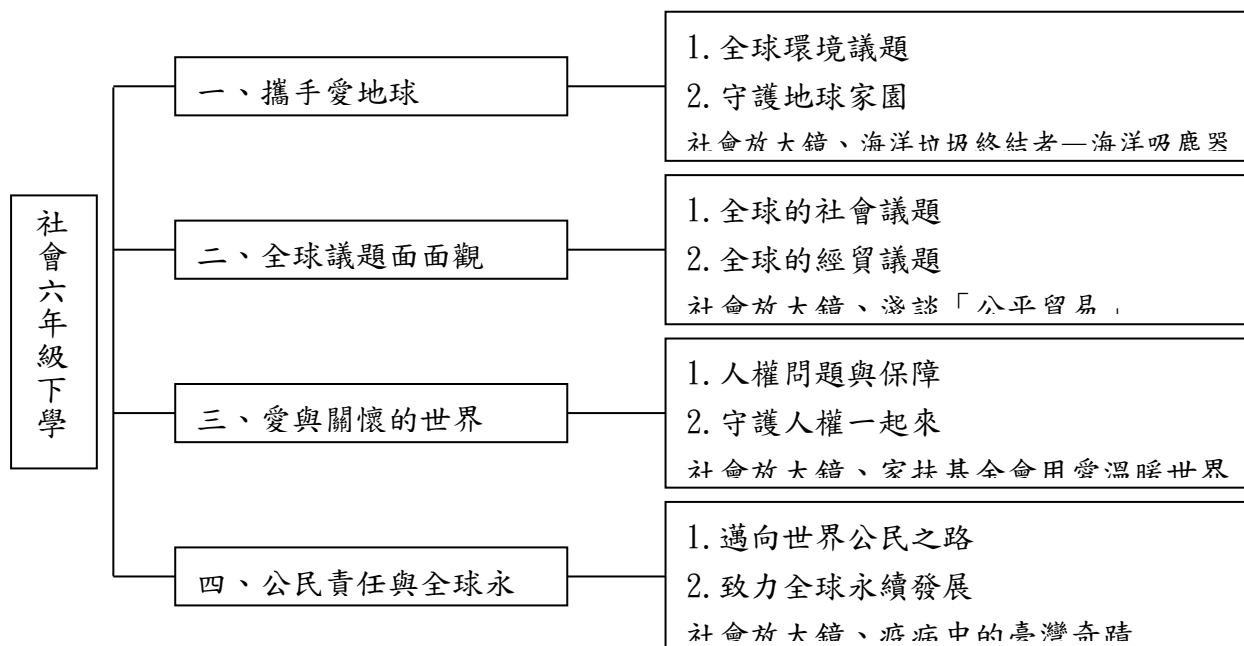 社會六年級下學
一、攜手愛地球
1.全球環境議題
2.守護地球家園
社會放大鏡、海洋垃圾終結者—海洋吸塵器
二、全球議題面面觀
1.全球的社會議題
2.全球的經貿議題
社會放大鏡、淺談「公平貿易」
三、愛與關懷的世界
1.人權問題與保障
2.守護人權一起來
社會放大鏡、家扶基金會用愛溫暖世界
四、公民責任與全球永
1.邁向世界公民之路
2.致力全球永續發展
社會放大鏡、疫病中的臺灣奇蹟